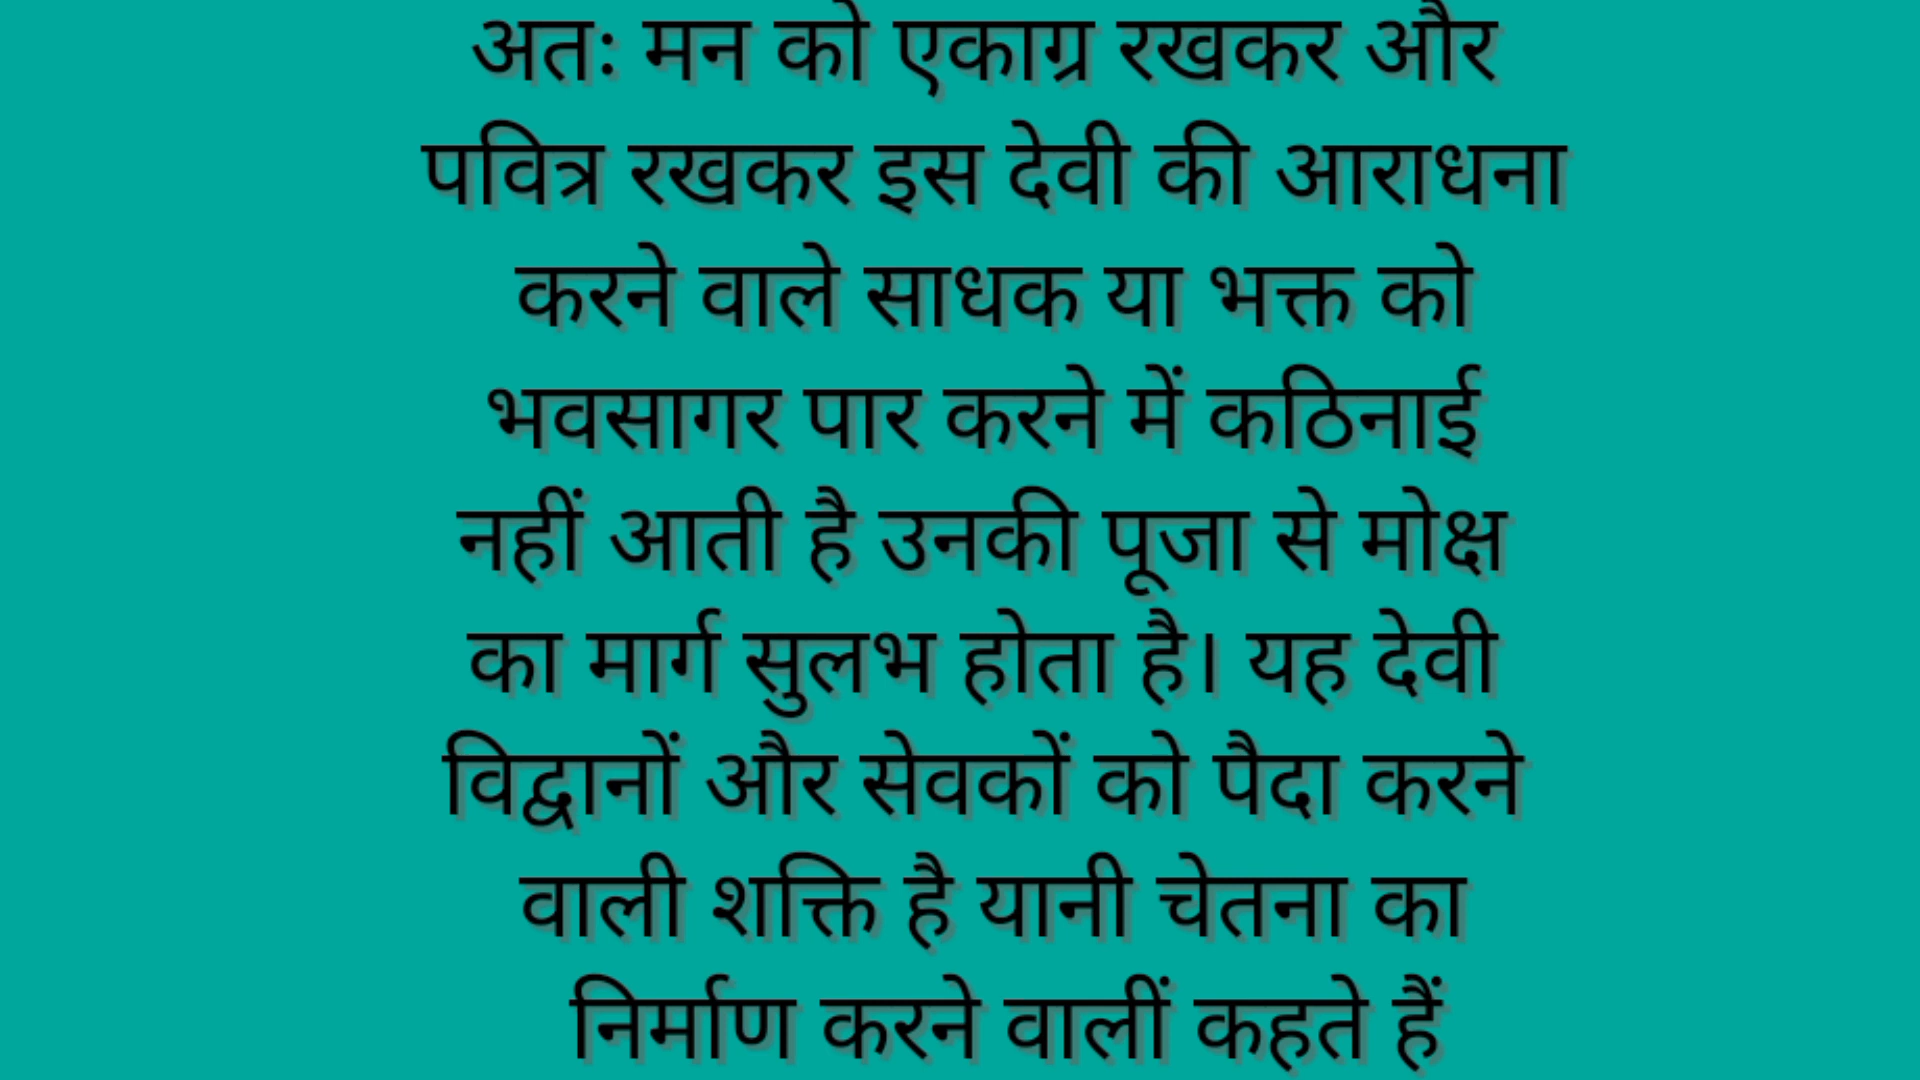 अतः मन को एकाग्र रखकर और
पवित्र रखकर इस देवी की आराधना
करने वाले साधक या भक्त को
भवसागर पार करने में कठिनाई
नहीं आती है उनकी पूजा से मोक्ष
का मार्ग सुलभ होता है। यह देवी
विद्वानों और सेवकों को पैदा करने
वाली शक्ति है यानी चेतना का
निर्माण करने वालीं कहते हैं